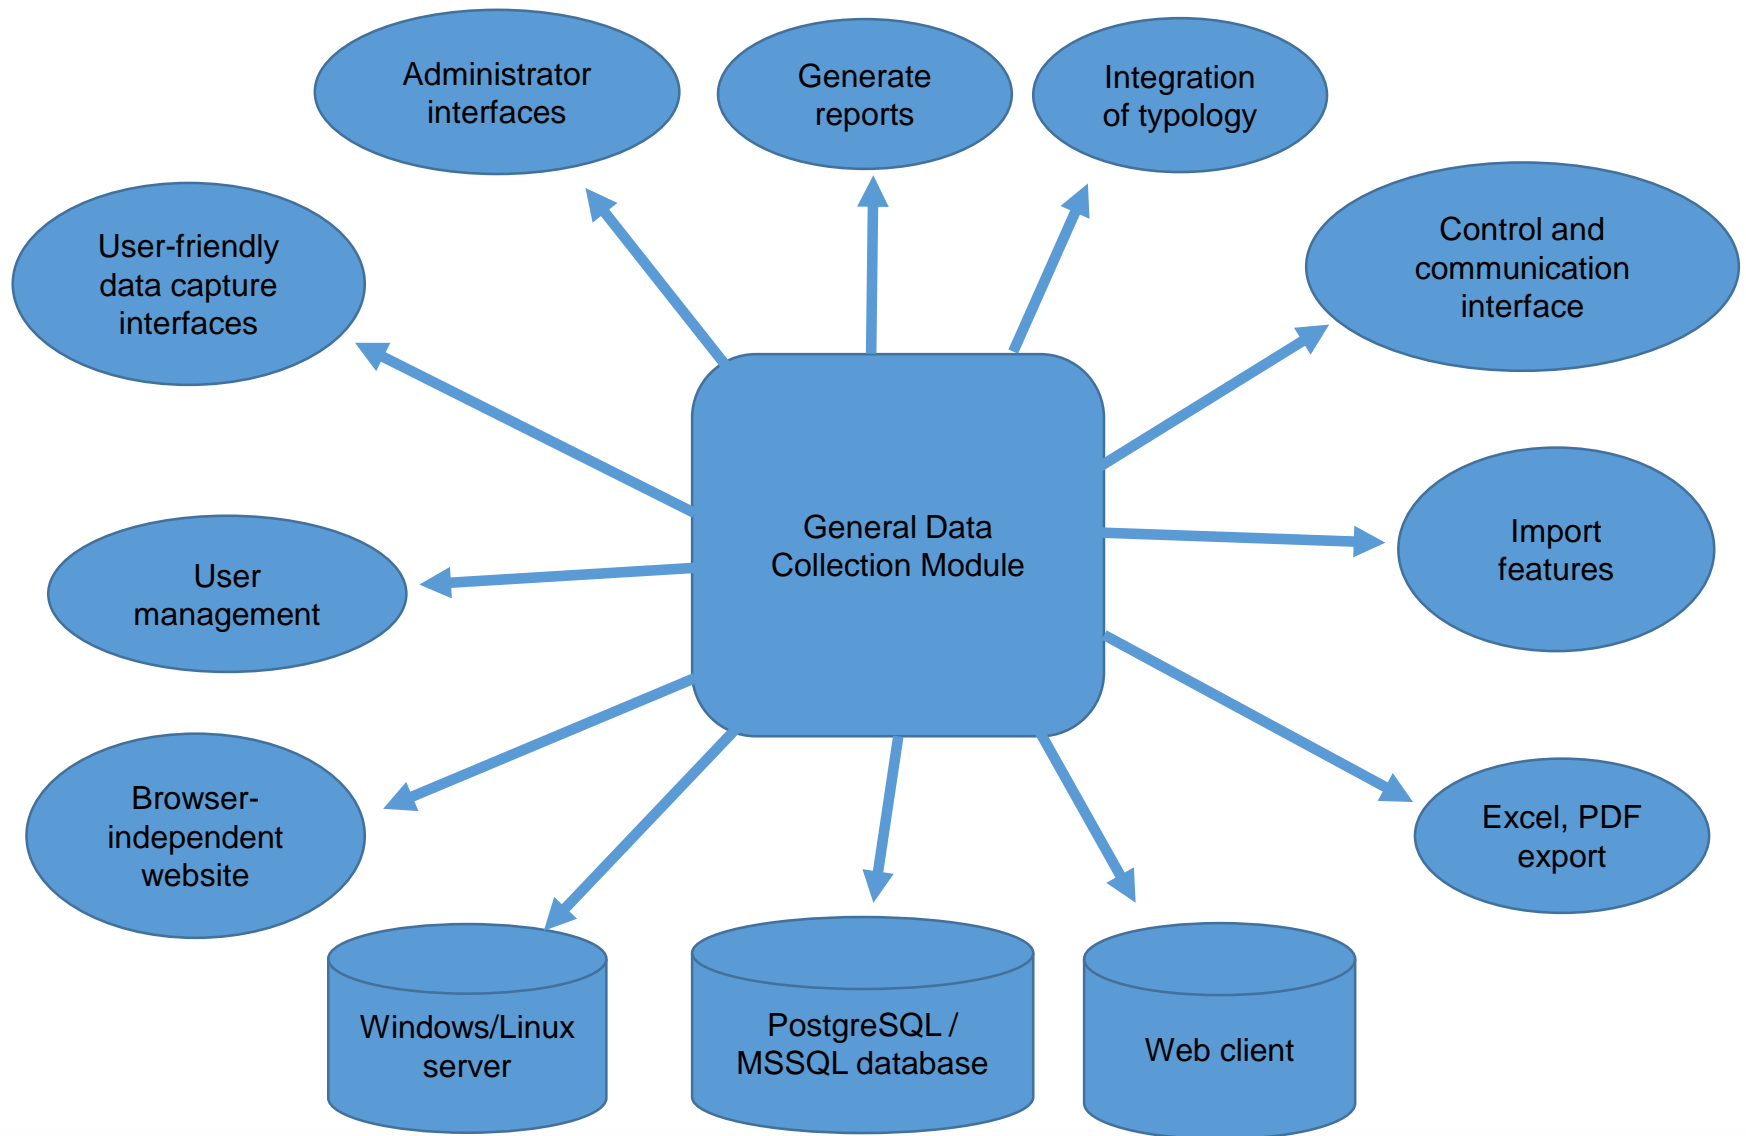 Administrator
interfaces
Generate
reports
Integration
of typology
User-friendly
data capture
interfaces
Control and
communication
interface
General Data
Collection Module
Import
features
User
management
Browser-
independent
website
Excel, PDF
export
Windows/Linux
server
PostgreSQL /
MSSQL database
Web client